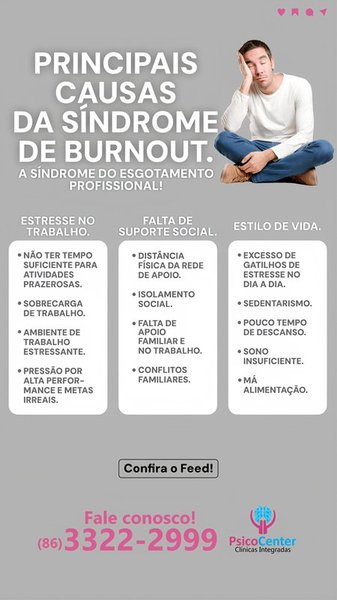 PRINCIPAIS
CAUSAS
DA SÍNDROME
DE BURNOUT.
A SÍNDROME DO ESGOTAMENTO
PROFISSIONAL!
ESTRESSE NO
TRABALHO.
• NÃO TER TEMPO
SUFICIENTE PARA
ATIVIDADES
PRAZEROSAS.
• SOBRECARGA
DE TRABALHO.
• AMBIENTE DE
TRABALHO
ESTRESSANTE.
• PRESSÃO POR
ALTA PERFOR-
MANCE E METAS
IRREAIS.
FALTA DE
SUPORTE SOCIAL.
• DISTÂNCIA
FÍSICA DA REDE
DE APOIO.
• ISOLAMENTO
SOCIAL.
• FALTA DE
APOIO
FAMILIAR E
NO TRABALHO.
• CONFLITOS
FAMILIARES.
ESTILO DE VIDA.
• EXCESSO DE
GATILHOS DE
ESTRESSE NO
DIA A DIA.
• SEDENTARISMO.
• POUCO TEMPO
DE DESCANSO.
• SONO
INSUFICIENTE.
• MÁ
ALIMENTAÇÃO.
Confira o Feed!
Fale conosco!
(86) 3322-2999
PsicoCenter
Clínicas Integradas